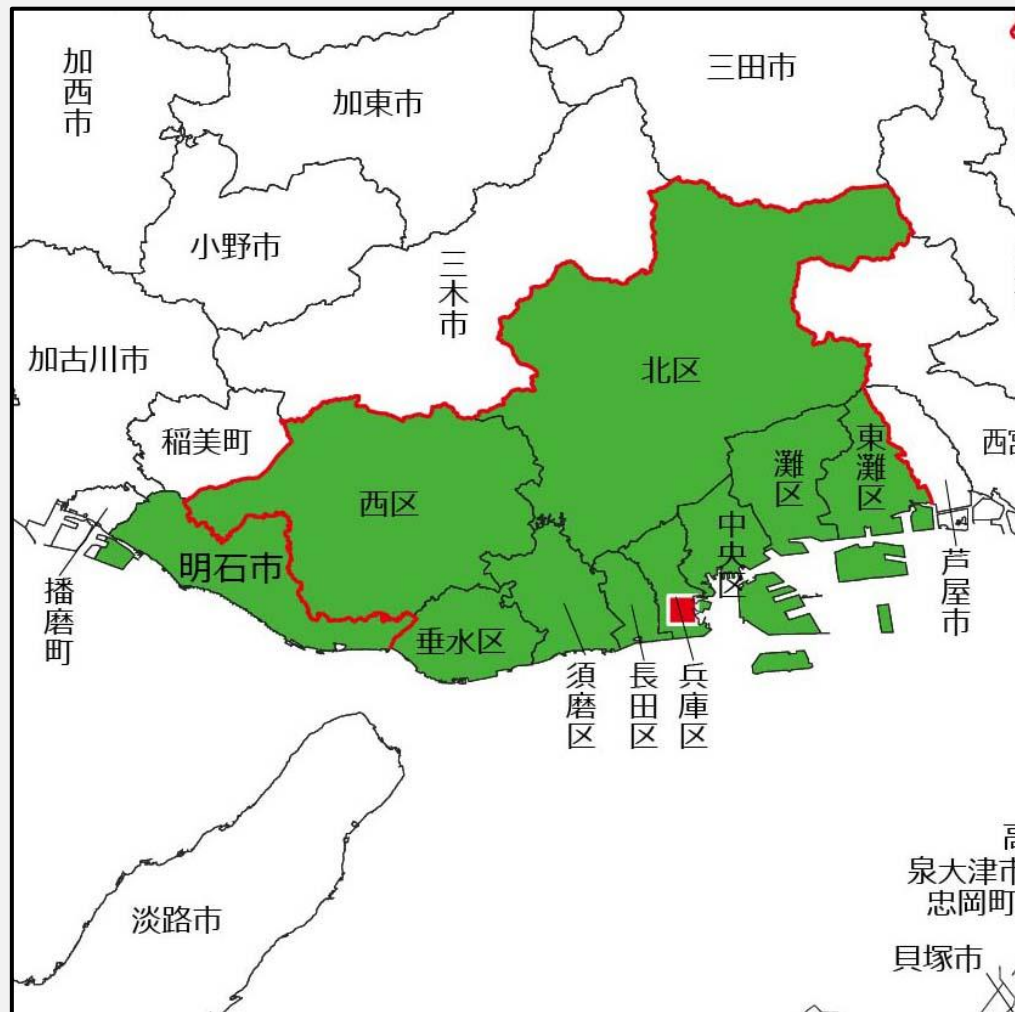 加西市
加東市
三田市
小野市
三木市
加古川市
稲美町
北区
西宮
西区
灘区
東灘区
中央区
明石市
播磨町
垂水区
芦屋市
須磨区
長田区
兵庫区
淡路市
泉大津市
忠岡町
貝塚市